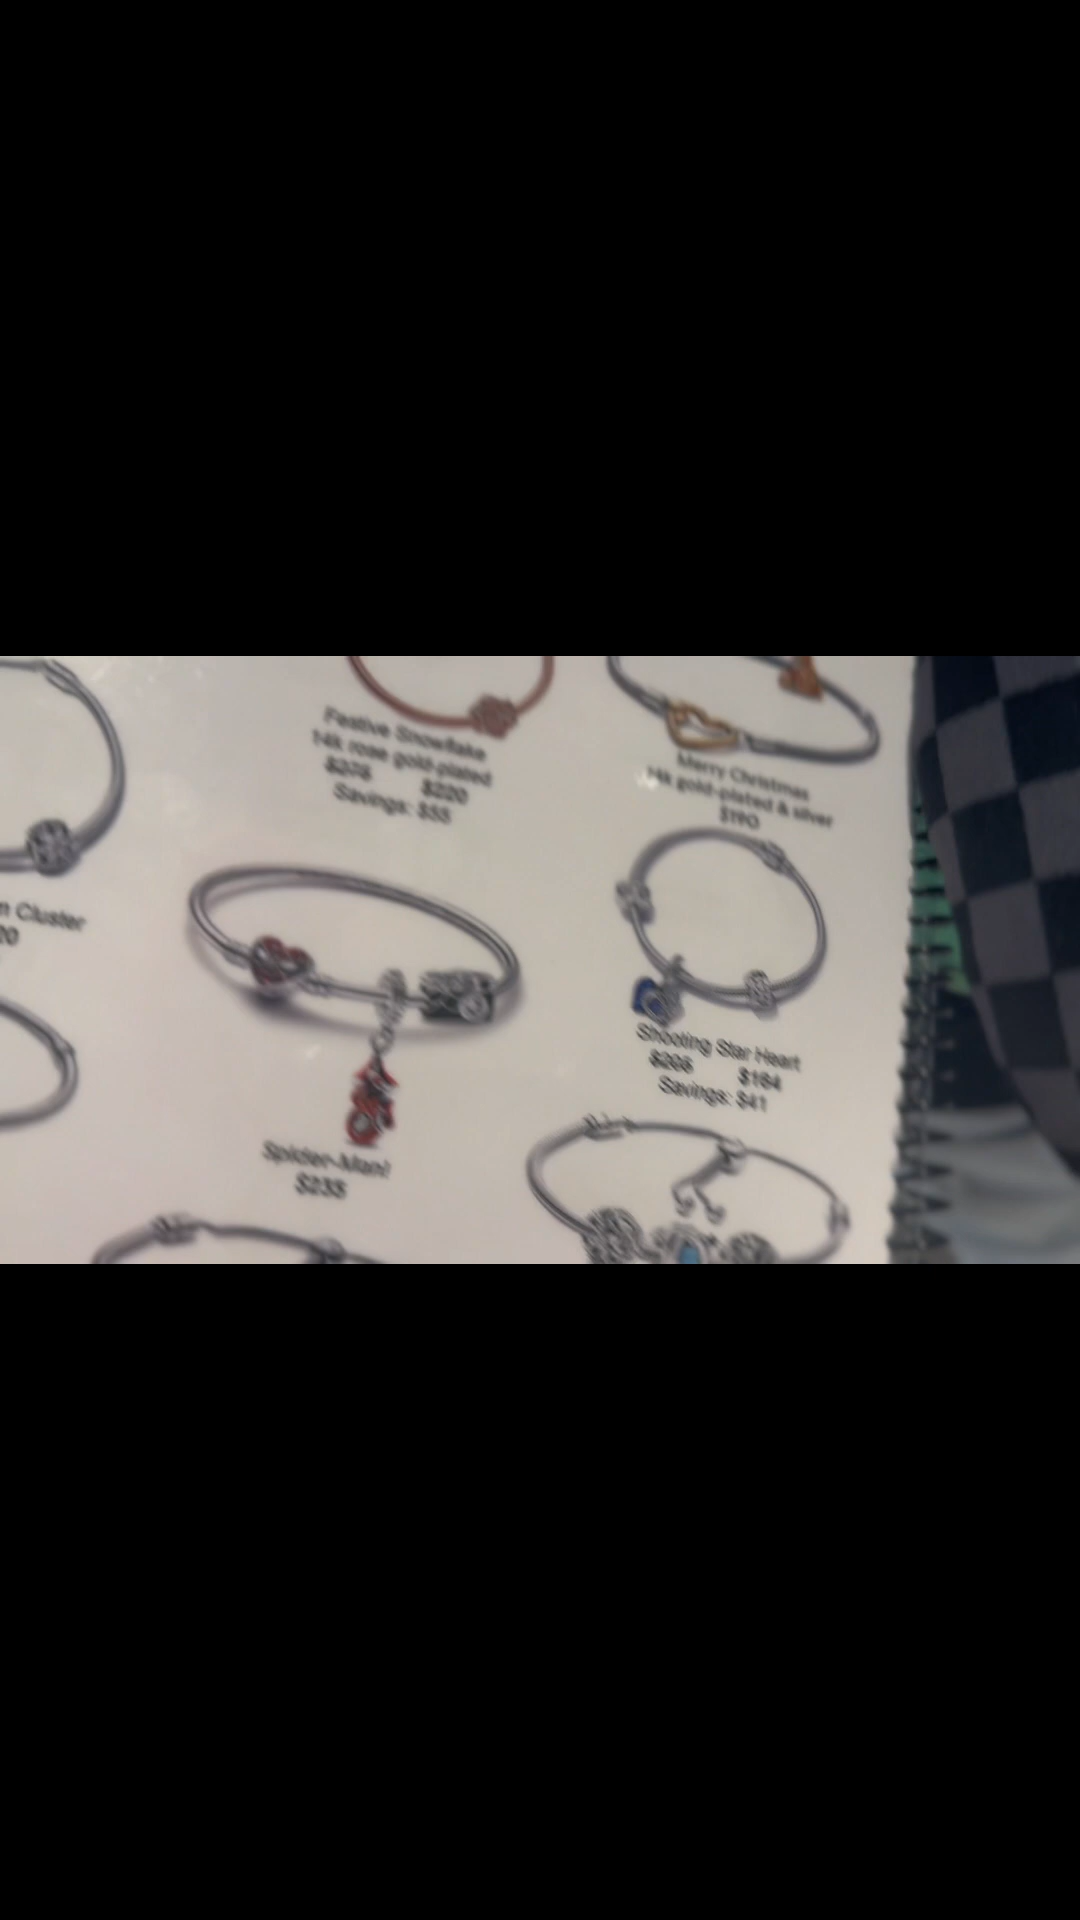 Festive Snowflake
14k rose gold-plated
$275 $220
Savings: $55
Merry Christmas
14k gold-plated & silver
$190
Cluster
Shooting Star Heart
$205 $164
Savings: $41
Spider-Man!
$235